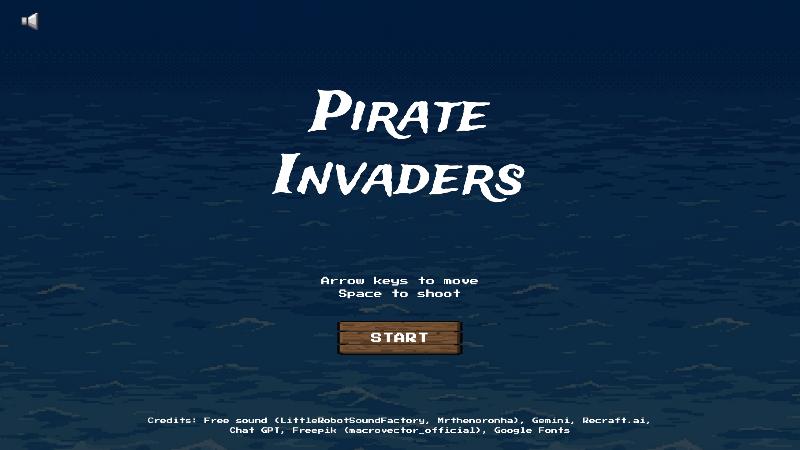 Pirate
Invaders
Arrow keys to move
Space to shoot
START
Credits: Free sound (LittleRobotSoundFactory, Mrthenoronha), Gemini, Recraft.ai,
Chat GPT, Freepik (macrovector_official), Google Fonts